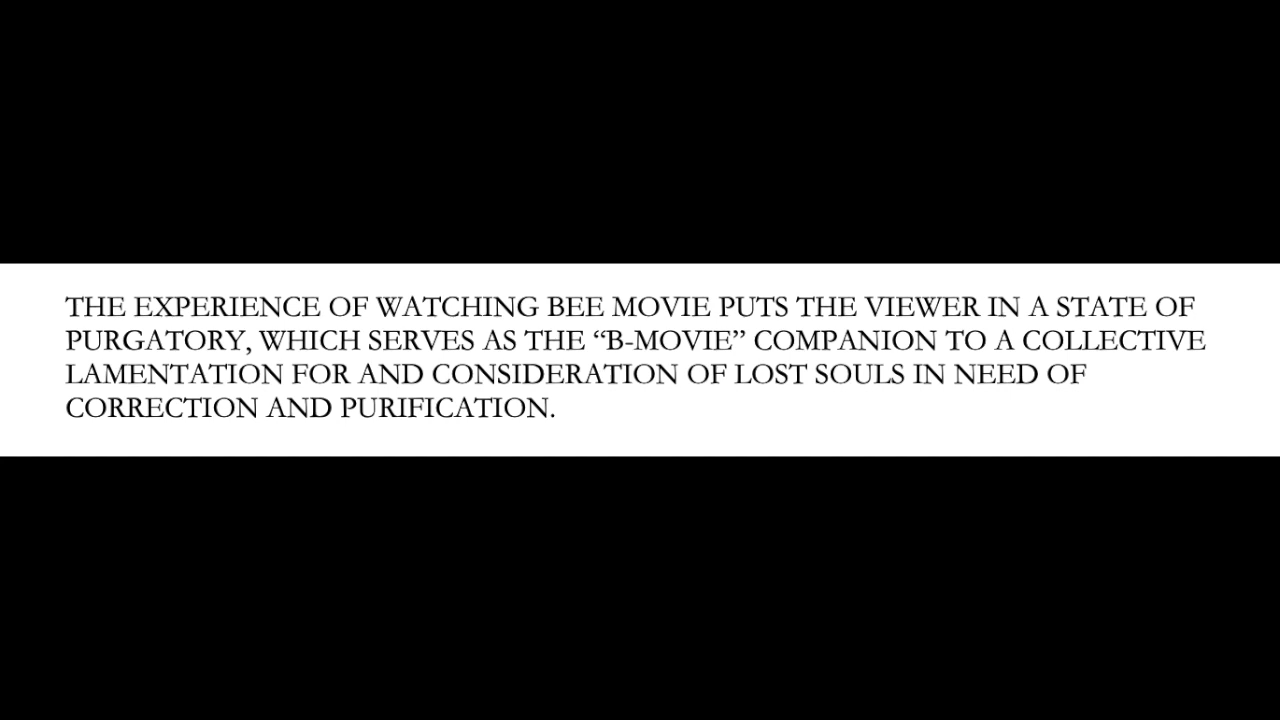 THE EXPERIENCE OF WATCHING BEE MOVIE PUTS THE VIEWER IN A STATE OF
PURGATORY, WHICH SERVES AS THE “B-MOVIE” COMPANION TO A COLLECTIVE
LAMENTATION FOR AND CONSIDERATION OF LOST SOULS IN NEED OF
CORRECTION AND PURIFICATION.